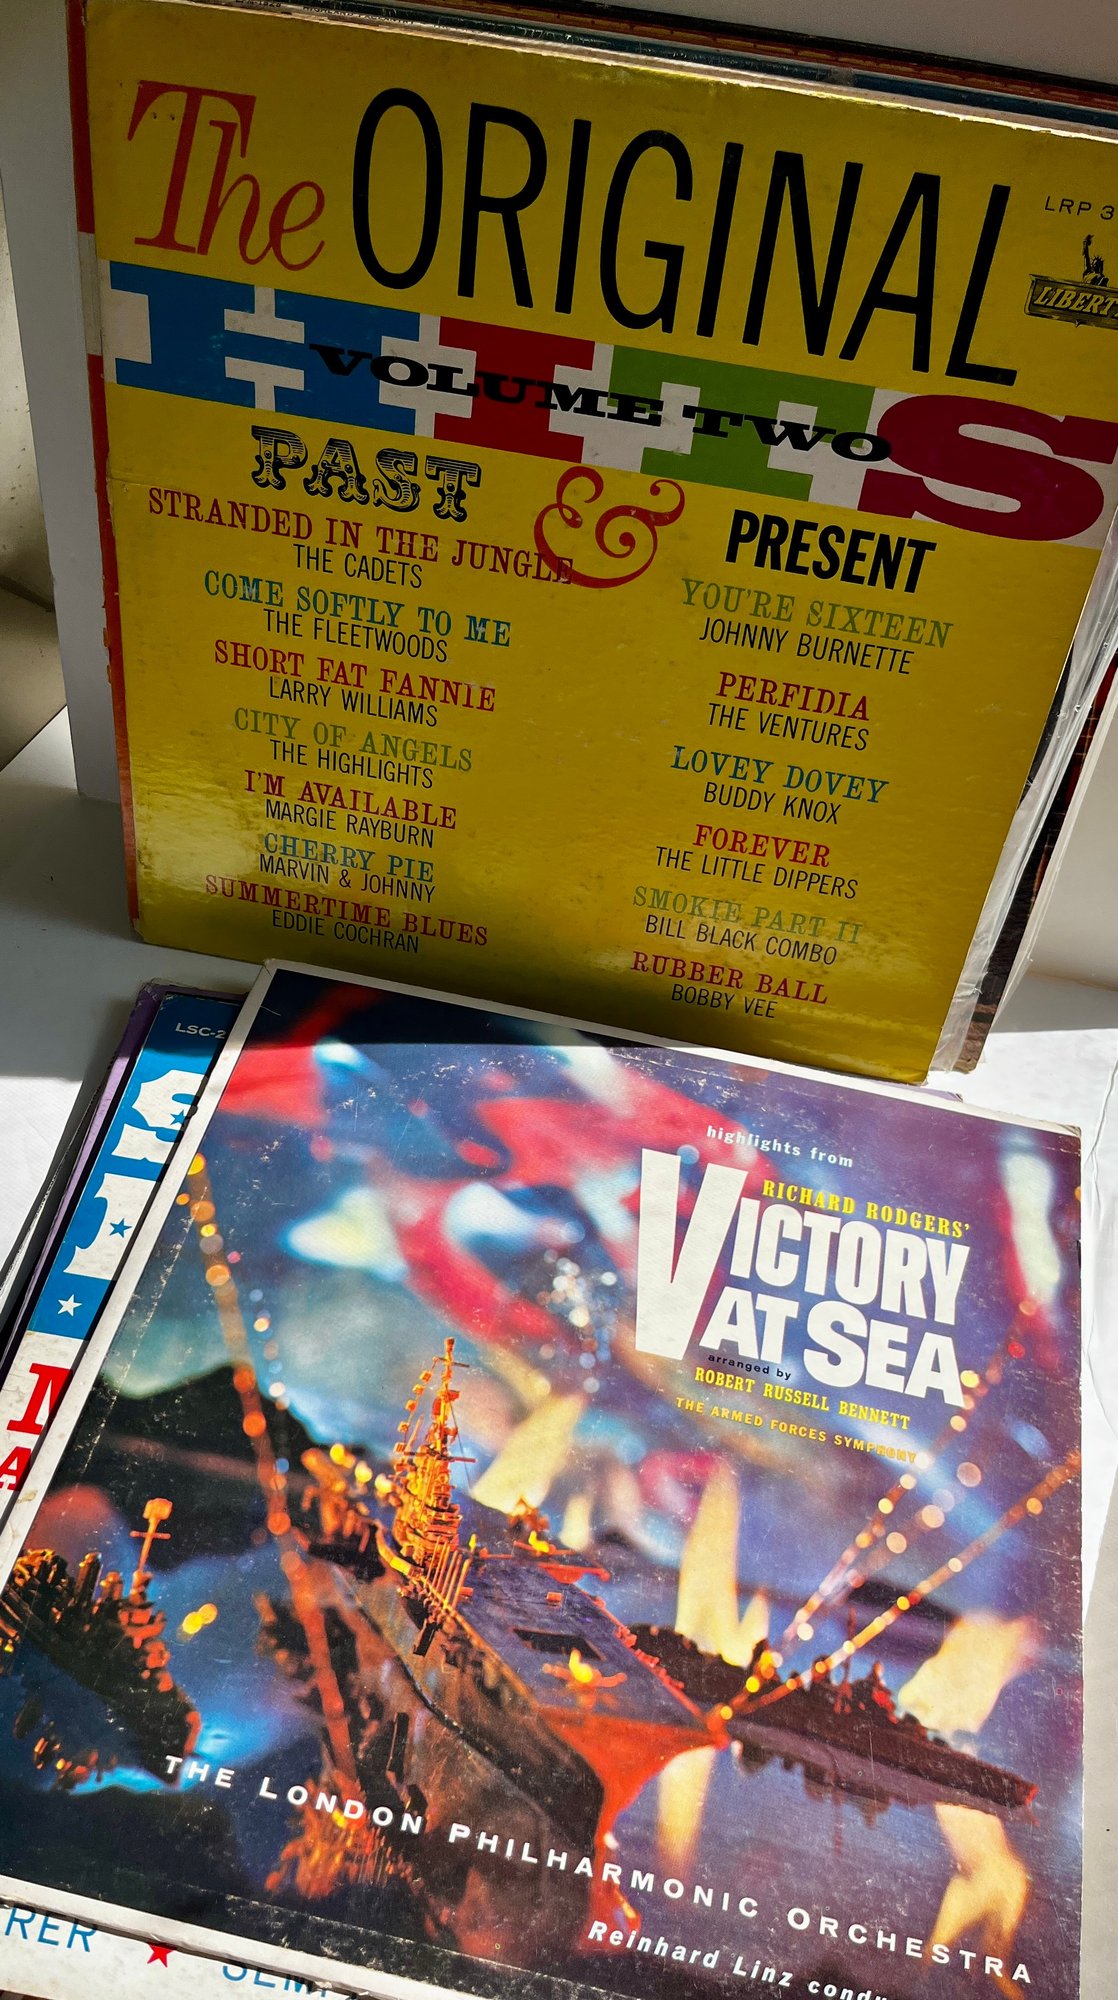 The ORIGINAL
LRP 3
LIBERT
HITS
VOLUME TWO
PAST & PRESENT
STRANDED IN THE JUNGLE
THE CADETS
COME SOFTLY TO ME
THE FLEETWOODS
SHORT FAT FANNIE
LARRY WILLIAMS
CITY OF ANGELS
THE HIGHLIGHTS
I'M AVAILABLE
MARGIE RAYBURN
CHERRY PIE
MARVIN & JOHNNY
SUMMERTIME BLUES
EDDIE COCHRAN
YOU'RE SIXTEEN
JOHNNY BURNETTE
PERFIDIA
THE VENTURES
LOVEY DOVEY
BUDDY KNOX
FOREVER
THE LITTLE DIPPERS
SMOKIE PART II
BILL BLACK COMBO
RUBBER BALL
BOBBY VEE
LSC-2
highlights from
RICHARD RODGERS'
VICTORY
AT SEA
arranged by
ROBERT RUSSELL BENNETT
THE ARMED FORCES SYMPHONY
THE LONDON PHILHARMONIC ORCHESTRA
Reinhard Linz condu
RER ★ SEM